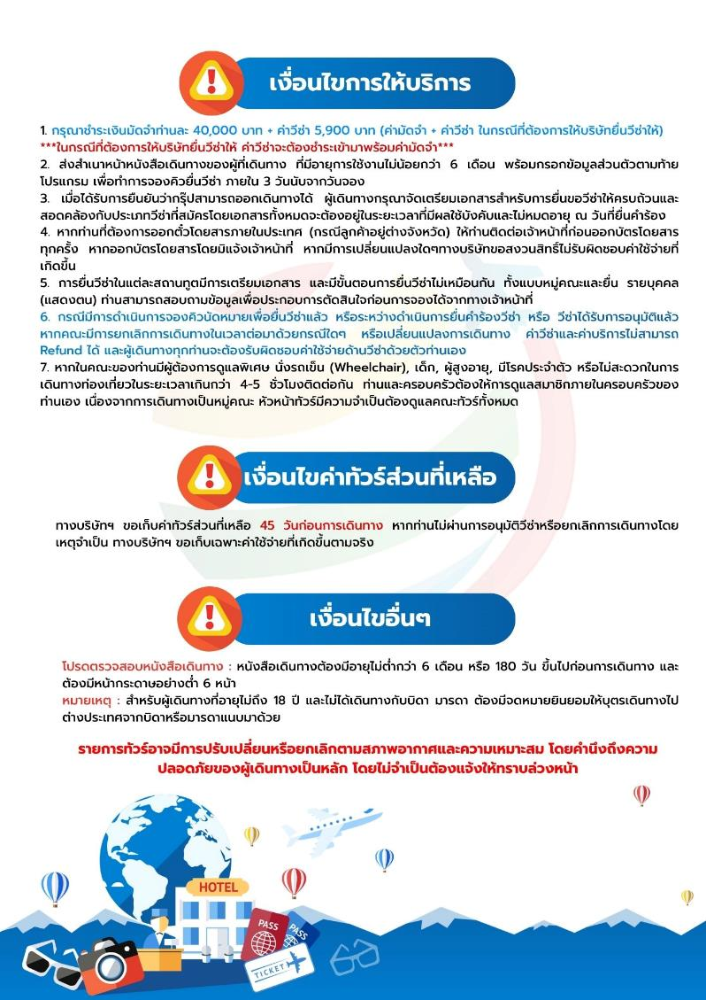 เงื่อนไขการให้บริการ
1. กรุณาชำระเงินมัดจำท่านละ 40,000 บาท + ค่าวีซ่า 5,900 บาท (ค่ามัดจำ + ค่าวีซ่า ในกรณีที่ต้องการให้บริษัทยื่นวีซ่าให้)
***ในกรณีที่ต้องการให้บริษัทยื่นวีซ่าให้ ค่าวีซ่าจะต้องชำระเข้ามาพร้อมค่ามัดจำ***
2. ส่งสำเนาหน้าหนังสือเดินทางของผู้ที่เดินทาง ที่มีอายุการใช้งานไม่น้อยกว่า 6 เดือน พร้อมกรอกข้อมูลส่วนตัวตามท้าย
โปรแกรม เพื่อทำการจองคิวยื่นวีซ่า ภายใน 3 วันนับจากวันจอง
3. เมื่อได้รับการยืนยันว่ากรุ๊ปสามารถออกเดินทางได้ ผู้เดินทางกรุณาจัดเตรียมเอกสารสำหรับการยื่นขอวีซ่าให้ครบถ้วนและ
สอดคล้องกับประเภทวีซ่าที่สมัครโดยเอกสารทั้งหมดจะต้องอยู่ในระยะเวลาที่มีผลใช้บังคับและไม่หมดอายุ ณ วันที่ยื่นคำร้อง
4. หากท่านที่ต้องการออกตั๋วโดยสารภายในประเทศ (กรณีลูกค้าอยู่ต่างจังหวัด) ให้ท่านติดต่อเจ้าหน้าที่ก่อนออกบัตรโดยสาร
ทุกครั้ง หากออกบัตรโดยสารโดยมิแจ้งเจ้าหน้าที่ หากมีการเปลี่ยนแปลงใดๆทางบริษัทขอสงวนสิทธิ์ไม่รับผิดชอบค่าใช้จ่ายที่
เกิดขึ้น
5. การยื่นวีซ่าในแต่ละสถานทูตมีการเตรียมเอกสาร และมีขั้นตอนการยื่นวีซ่าไม่เหมือนกัน ทั้งแบบหมู่คณะและยื่น รายบุคคล
(แสดงตน) ท่านสามารถสอบถามข้อมูลเพื่อประกอบการตัดสินใจก่อนการจองได้จากทางเจ้าหน้าที่
6. กรณีมีการดำเนินการจองคิวนัดหมายเพื่อยื่นวีซ่าแล้ว หรือระหว่างดำเนินการยื่นคำร้องวีซ่า หรือ วีซ่าได้รับการอนุมัติแล้ว
หากคณะมีการยกเลิกการเดินทางในเวลาต่อมาด้วยกรณีใดๆ หรือเปลี่ยนแปลงการเดินทาง ค่าวีซ่าและค่าบริการไม่สามารถ
Refund ได้ และผู้เดินทางทุกท่านจะต้องรับผิดชอบค่าใช้จ่ายด้านวีซ่าด้วยตัวท่านเอง
7. หากในคณะของท่านมีผู้ต้องการดูแลพิเศษ นั่งรถเข็น (Wheelchair), เด็ก, ผู้สูงอายุ, มีโรคประจำตัว หรือไม่สะดวกในการ
เดินทางท่องเที่ยวในระยะเวลาเกินกว่า 4-5 ชั่วโมงติดต่อกัน ท่านและครอบครัวต้องให้การดูแลสมาชิกภายในครอบครัวของ
ท่านเอง เนื่องจากการเดินทางเป็นหมู่คณะ หัวหน้าทัวร์มีความจำเป็นต้องดูแลคณะทัวร์ทั้งหมด
เงื่อนไขค่าทัวร์ส่วนที่เหลือ
ทางบริษัทฯ ขอเก็บค่าทัวร์ส่วนที่เหลือ 45 วันก่อนการเดินทาง หากท่านไม่ผ่านการอนุมัติวีซ่าหรือยกเลิกการเดินทางโดย
เหตุจำเป็น ทางบริษัทฯ ขอเก็บเฉพาะค่าใช้จ่ายที่เกิดขึ้นตามจริง
เงื่อนไขอื่นๆ
โปรดตรวจสอบหนังสือเดินทาง : หนังสือเดินทางต้องมีอายุไม่ต่ำกว่า 6 เดือน หรือ 180 วัน ขึ้นไปก่อนการเดินทาง และ
ต้องมีหน้ากระดาษอย่างต่ำ 6 หน้า
หมายเหตุ : สำหรับผู้เดินทางที่อายุไม่ถึง 18 ปี และไม่ได้เดินทางกับบิดา มารดา ต้องมีจดหมายยินยอมให้บุตรเดินทางไป
ต่างประเทศจากบิดาหรือมารดาแนบมาด้วย
รายการทัวร์อาจมีการปรับเปลี่ยนหรือยกเลิกตามสภาพอากาศและความเหมาะสม โดยคำนึงถึงความ
ปลอดภัยของผู้เดินทางเป็นหลัก โดยไม่จำเป็นต้องแจ้งให้ทราบล่วงหน้า
HOTEL
PASS
PASS
TICKET